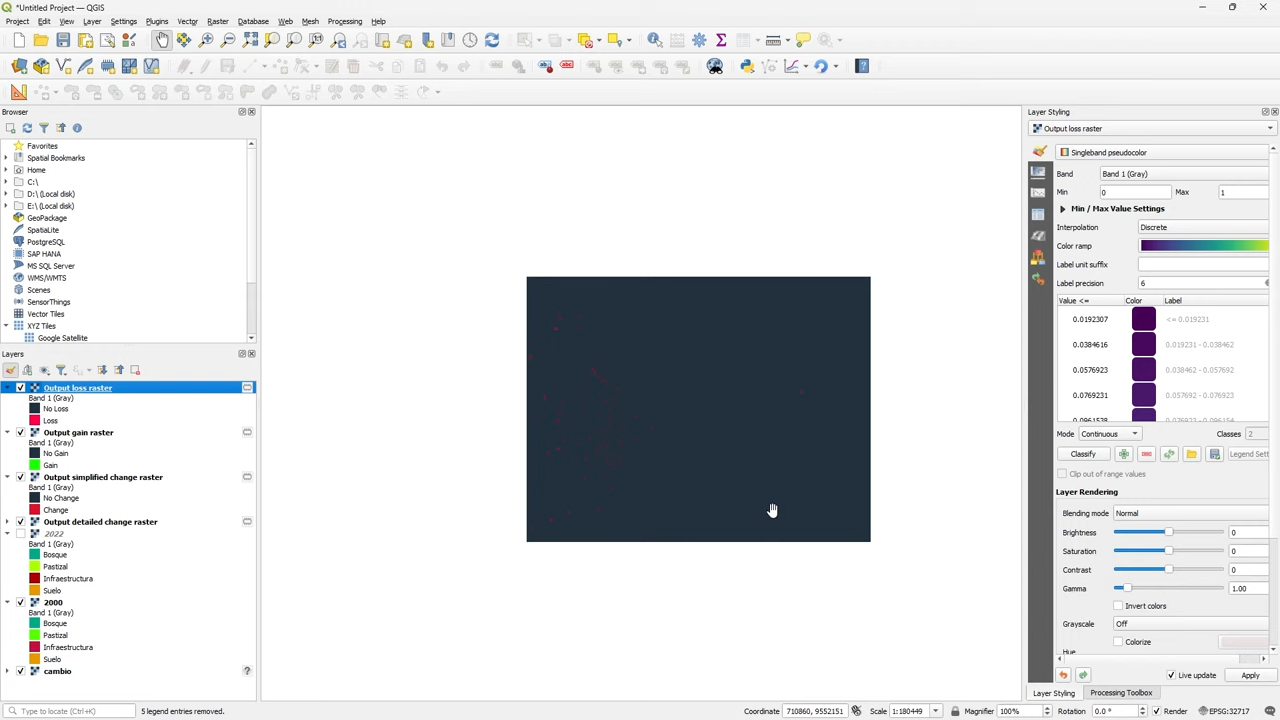 *Untitled Project — QGIS
Project Edit View Layer Settings Plugins Vector Raster Database Web Mesh Processing Help
Browser
Favorites
Spatial Bookmarks
Home
C:\
D:\ (Local disk)
E:\ (Local disk)
GeoPackage
SpatiaLite
PostgreSQL
SAP HANA
MS SQL Server
WMS/WMTS
Scenes
SensorThings
Vector Tiles
XYZ Tiles
Google Satellite
Layers
Output loss raster
Band 1 (Gray)
No Loss
Loss
Output gain raster
Band 1 (Gray)
No Gain
Gain
Output simplified change raster
Band 1 (Gray)
No Change
Change
Output detailed change raster
2022
Band 1 (Gray)
Bosque
Pastizal
Infraestructura
Suelo
2000
Band 1 (Gray)
Bosque
Pastizal
Infraestructura
Suelo
cambio
?
Layer Styling
Output loss raster
Singleband pseudocolor
Band Band 1 (Gray)
Min 0 Max 1
Min / Max Value Settings
Interpolation Discrete
Color ramp
Label unit suffix
Label precision 6
Value <= Color Label
0.0192307 <= 0.019231
0.0384616 0.019231 - 0.038462
0.0576923 0.038462 - 0.057692
0.0769231 0.057692 - 0.076923
0.0961538 0.076923 - 0.096154
Mode Continuous Classes 2
Classify Legend Sett
Clip out of range values
Layer Rendering
Blending mode Normal
Brightness 0
Saturation 0
Contrast 0
Gamma 1.00
Invert colors
Grayscale Off
Colorize
Hue
Live update Apply
Layer Styling Processing Toolbox
Type to locate (Ctrl+K) 5 legend entries removed. Coordinate 710860, 9552151 Scale 1:180449 Magnifier 100% Rotation 0.0 ° Render EPSG:32717